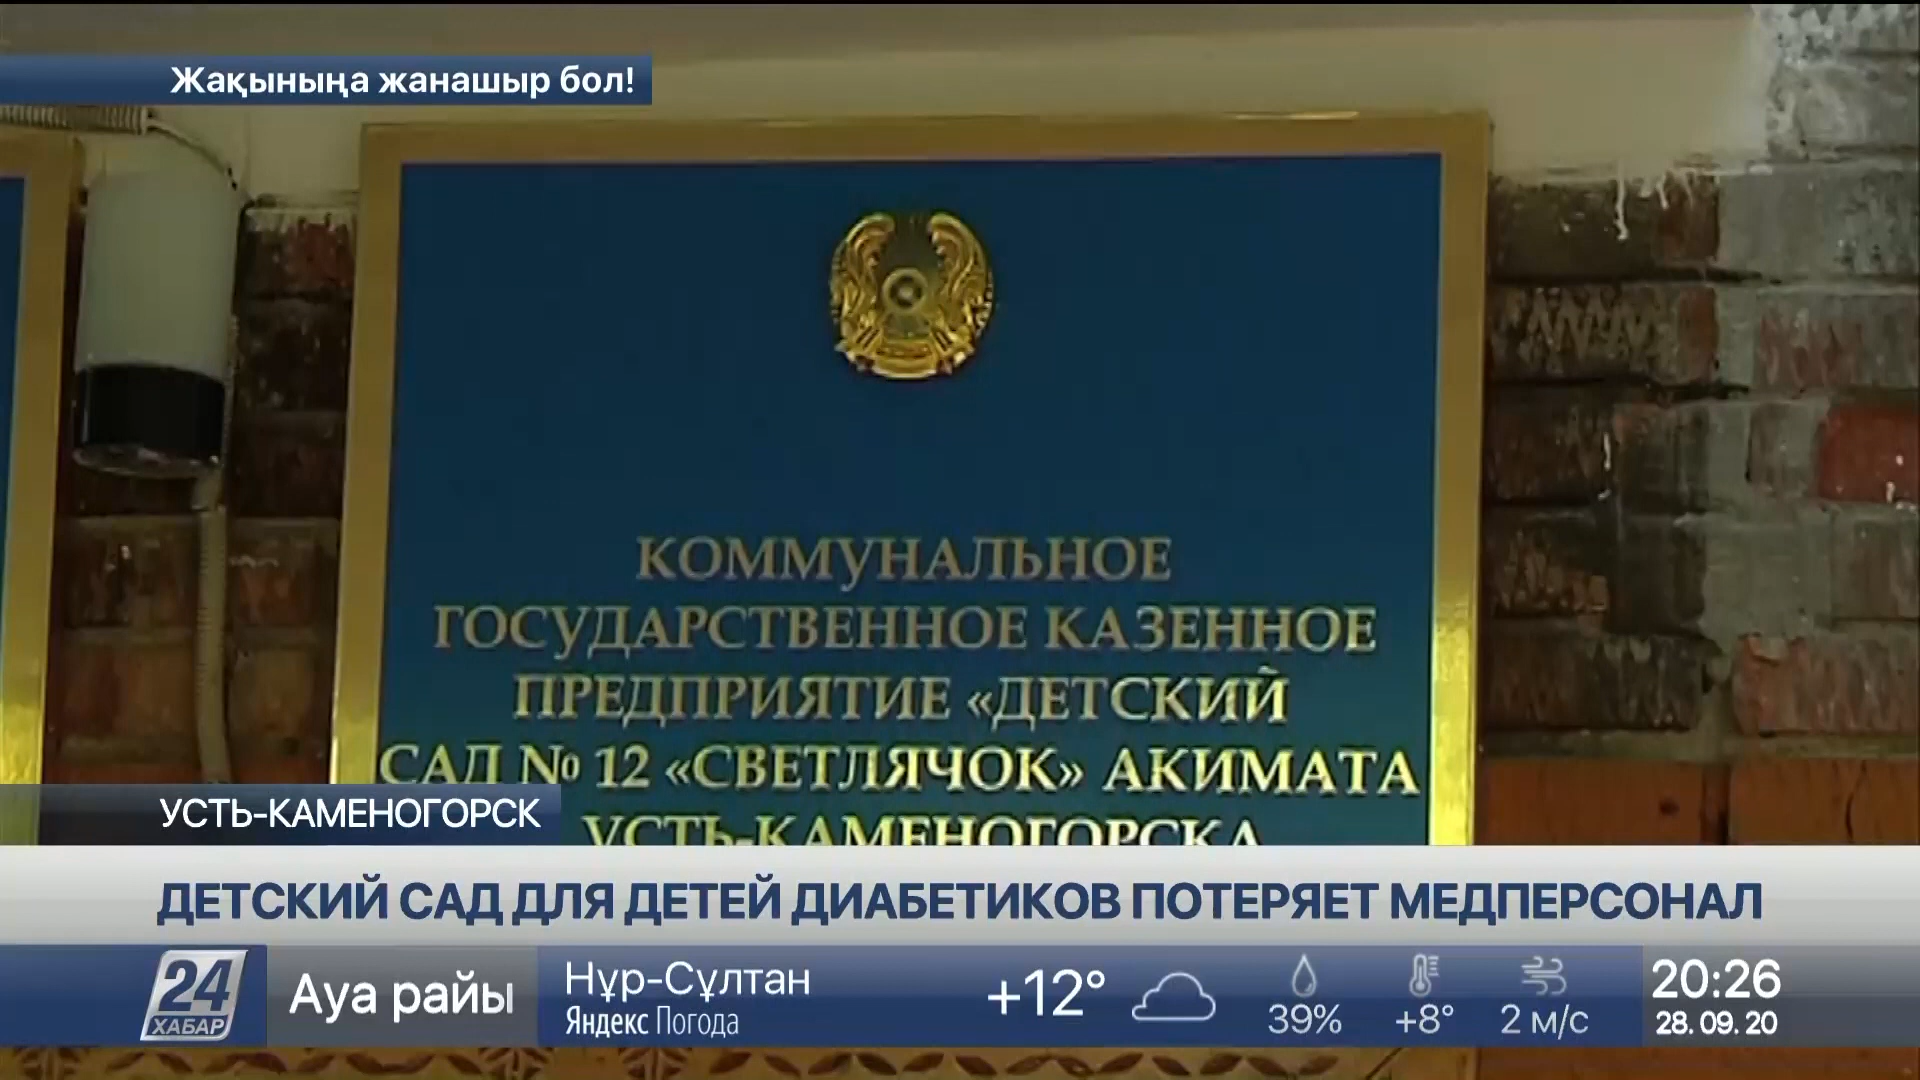 Жақыныңа жанашыр бол!
КОММУНАЛЬНОЕ
ГОСУДАРСТВЕННОЕ КАЗЕННОЕ
ПРЕДПРИЯТИЕ «ДЕТСКИЙ
САД № 12 «СВЕТЛЯЧОК» АКИМАТА
УСТЬ-КАМЕНОГОРСКА
УСТЬ-КАМЕНОГОРСК
ДЕТСКИЙ САД ДЛЯ ДЕТЕЙ ДИАБЕТИКОВ ПОТЕРЯЕТ МЕДПЕРСОНАЛ
24 ХАБАР
Ауа райы
Нұр-Сұлтан
Яндекс Погода
+12°
39%
+8°
2 м/с
20:26
28.09.20